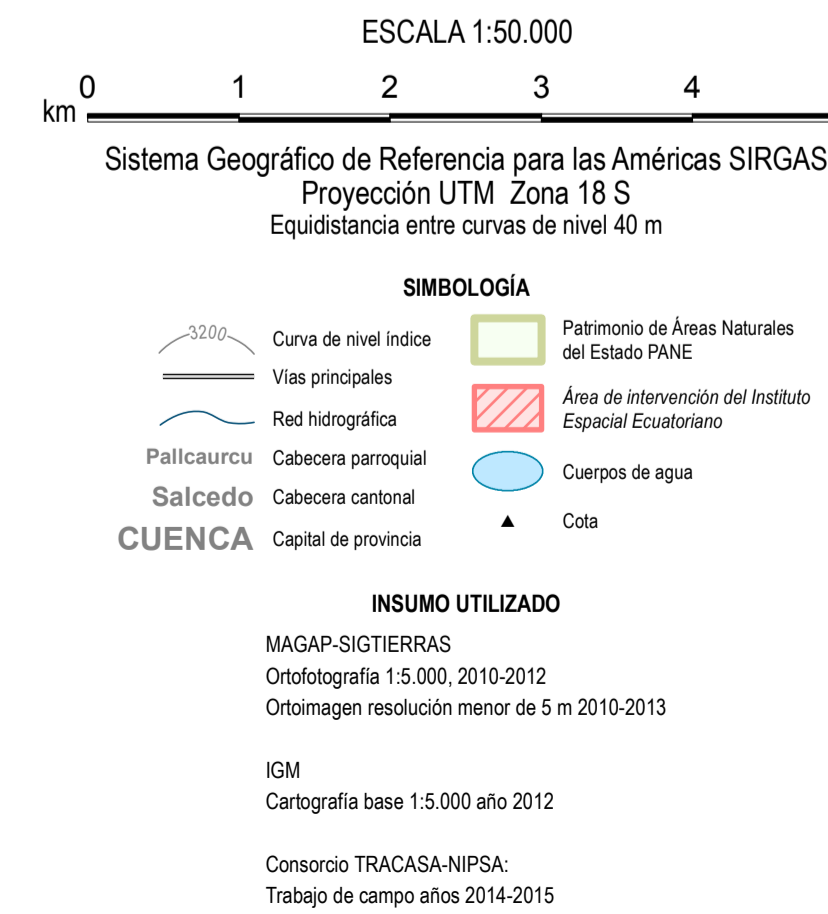 ESCALA 1:50.000
0 1 2 3 4
km
Sistema Geográfico de Referencia para las Américas SIRGAS
Proyección UTM Zona 18 S
Equidistancia entre curvas de nivel 40 m
SIMBOLOGÍA
3200
Curva de nivel índice
Vías principales
Red hidrográfica
Pallcaurcu Cabecera parroquial
Salcedo Cabecera cantonal
CUENCA Capital de provincia
Patrimonio de Áreas Naturales
del Estado PANE
Área de intervención del Instituto
Espacial Ecuatoriano
Cuerpos de agua
Cota
INSUMO UTILIZADO
MAGAP-SIGTIERRAS
Ortofotografía 1:5.000, 2010-2012
Ortoimagen resolución menor de 5 m 2010-2013
IGM
Cartografía base 1:5.000 año 2012
Consorcio TRACASA-NIPSA:
Trabajo de campo años 2014-2015